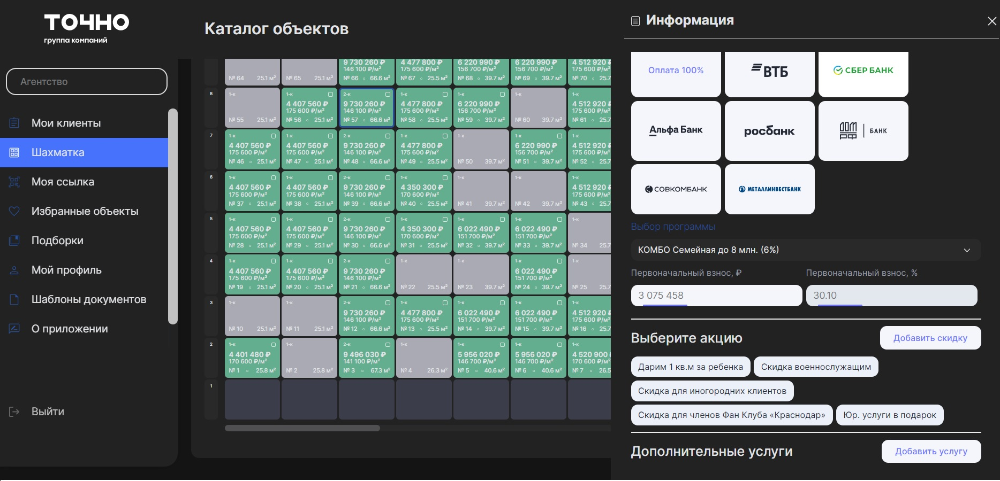 ТОЧНО
группа компаний
Агентство
Мои клиенты
Шахматка
Моя ссылка
Избранные объекты
Подборки
Мой профиль
Шаблоны документов
О приложении
Выйти
Каталог объектов
9 730 260 ₽ 4 477 800 ₽ 6 220 990 ₽ 6 220 990 ₽ 4 512 920
146 100 ₽/м² 175 600 ₽/м² 156 700 ₽/м² 156 700 ₽/м² 175 600 ₽/м²
№ 64 25.1 м² № 65 25.1 м² № 66 66.6 м² № 67 25.5 м² № 68 39.7 м² № 69 39.7 м² № 70 25.7
8 1-к 1-к 2-к 1-к 1-к 1-к 1-к
4 407 560 ₽ 9 730 260 ₽ 4 477 800 ₽ 6 220 990 ₽ 4 512 920
175 600 ₽/м² 146 100 ₽/м² 175 600 ₽/м² 156 700 ₽/м² 175 600 ₽/м²
№ 55 25.1 м² № 56 25.1 м² № 57 66.6 м² № 58 25.5 м² № 59 39.7 м² № 60 39.7 м² № 61 25.7
7 1-к 1-к 2-к 1-к 1-к 1-к 1-к
4 407 560 ₽ 4 407 560 ₽ 9 730 260 ₽ 4 477 800 ₽ 6 220 990 ₽ 4 512 920
175 600 ₽/м² 175 600 ₽/м² 146 100 ₽/м² 175 600 ₽/м² 156 700 ₽/м² 175 600 ₽/м²
№ 46 25.1 м² № 47 25.1 м² № 48 66.6 м² № 49 25.5 м² № 50 39.7 м² № 51 39.7 м² № 52 25.7
6 1-к 1-к 2-к 1-к 1-к 1-к 1-к
4 407 560 ₽ 4 407 560 ₽ 9 730 260 ₽ 4 350 300 ₽ 4 512 920
175 600 ₽/м² 175 600 ₽/м² 146 100 ₽/м² 170 600 ₽/м² 175 600 ₽/м²
№ 37 25.1 м² № 38 25.1 м² № 39 66.6 м² № 40 25.5 м² № 41 39.7 м² № 42 39.7 м² № 43 25.7
5 1-к 1-к 2-к 1-к 1-к 1-к 1-к
4 407 560 ₽ 4 407 560 ₽ 9 730 260 ₽ 4 350 300 ₽ 6 022 490 ₽ 6 022 490 ₽
175 600 ₽/м² 175 600 ₽/м² 146 100 ₽/м² 170 600 ₽/м² 151 700 ₽/м² 151 700 ₽/м²
№ 28 25.1 м² № 29 25.1 м² № 30 66.6 м² № 31 25.5 м² № 32 39.7 м² № 33 39.7 м² № 34 25.7
4 1-к 1-к 2-к 1-к 1-к 1-к 1-к
4 407 560 ₽ 4 407 560 ₽ 9 730 260 ₽ 6 022 490 ₽
175 600 ₽/м² 175 600 ₽/м² 146 100 ₽/м² 151 700 ₽/м²
№ 19 25.1 м² № 20 25.1 м² № 21 66.6 м² № 22 25.5 м² № 23 39.7 м² № 24 39.7 м² № 25 25.7
3 1-к 1-к 2-к 1-к 1-к 1-к 1-к
9 730 260 ₽ 4 477 800 ₽ 6 022 490 ₽ 6 022 490 ₽ 4 512 920
146 100 ₽/м² 175 600 ₽/м² 151 700 ₽/м² 151 700 ₽/м² 175 600 ₽/м²
№ 10 25.1 м² № 11 25.1 м² № 12 66.6 м² № 13 25.5 м² № 14 39.7 м² № 15 39.7 м² № 16 25.7
2 1-к 1-к 2-к 1-к 1-к 1-к 1-к
4 401 480 ₽ 9 496 030 ₽ 5 956 020 ₽ 5 956 020 ₽ 4 520 900
170 600 ₽/м² 141 100 ₽/м² 146 700 ₽/м² 146 700 ₽/м² 170 600 ₽/м²
№ 1 25.8 м² № 2 25.8 м² № 3 67.3 м² № 4 26.3 м² № 5 40.6 м² № 6 40.6 м² № 7 26.5
1
Информация
Оплата 100% ВТБ СБЕР БАНК
Альфа Банк росбанк ДОМ РФ БАНК
СОВКОМБАНК МЕТАЛЛИНВЕСТБАНК
Выбор программы
КОМБО Семейная до 8 млн. (6%)
Первоначальный взнос, ₽ Первоначальный взнос, %
3 075 458 30.10
Выберите акцию Добавить скидку
Дарим 1 кв.м за ребенка Скидка военнослужащим
Скидка для иногородних клиентов
Скидка для членов Фан Клуба «Краснодар» Юр. услуги в подарок
Дополнительные услуги Добавить услугу